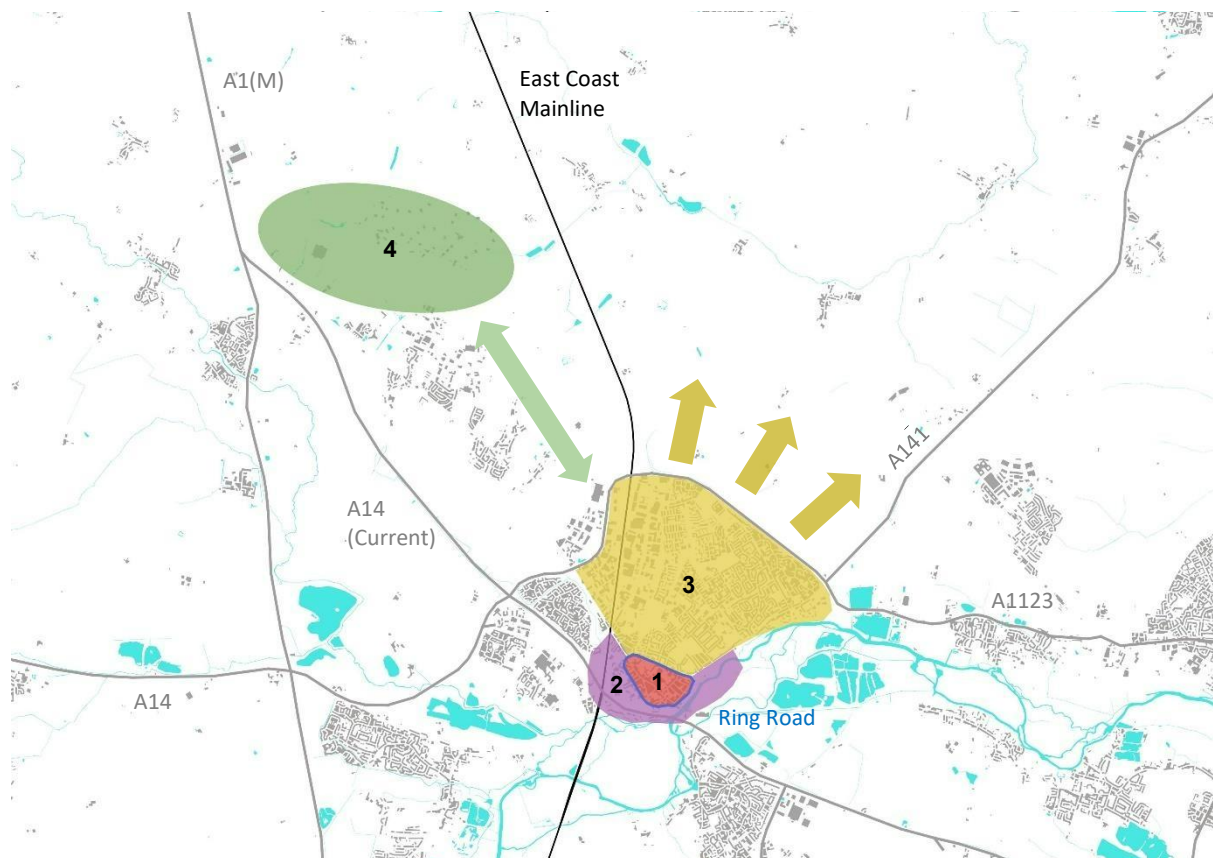 A1(M)
East Coast
Mainline
4
A141
A14
(Current)
3
A1123
2
1
A14
Ring Road